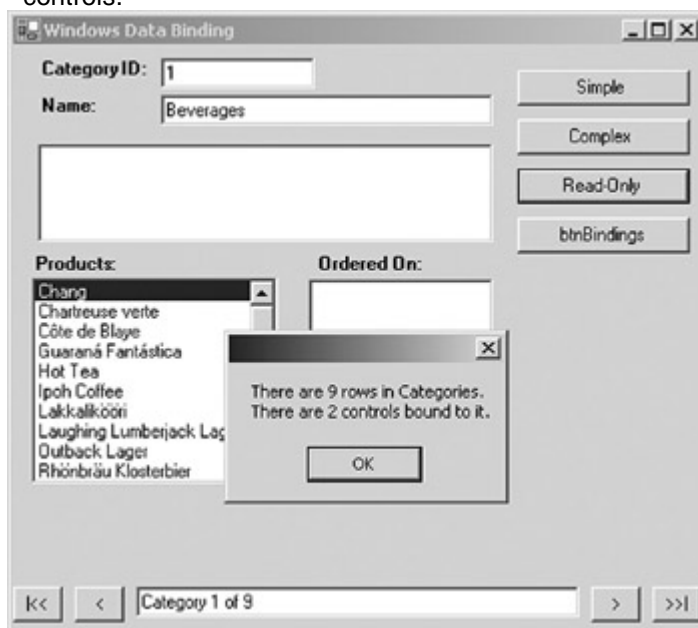 controls.
Windows Data Binding
Category ID: 1
Simple
Name: Beverages
Complex
Read-Only
btnBindings
Products:
Ordered On:
Chang
Chartreuse verte
Côte de Blaye
Guaraná Fantástica
Hot Tea
Ipoh Coffee
Lakkalikööri
Laughing Lumberjack Lag
Outback Lager
Rhönbräu Klosterbier
There are 9 rows in Categories.
There are 2 controls bound to it.
OK
|<< < Category 1 of 9 > >>|